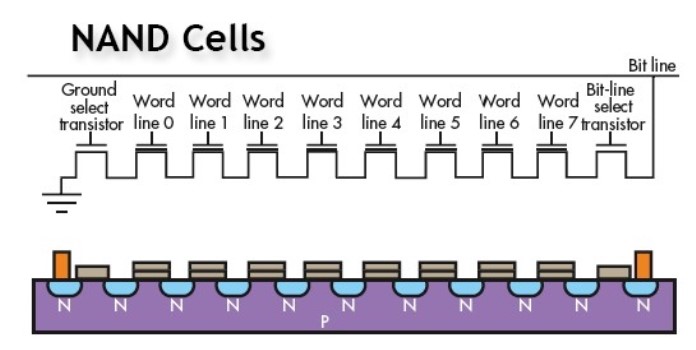 NAND Cells
Bit line
Ground
select
transistor
Word
line 0
Word
line 1
Word
line 2
Word
line 3
Word
line 4
Word
line 5
Word
line 6
Word
line 7
Bit-line
select
transistor
N N N N N N N N N N N
P